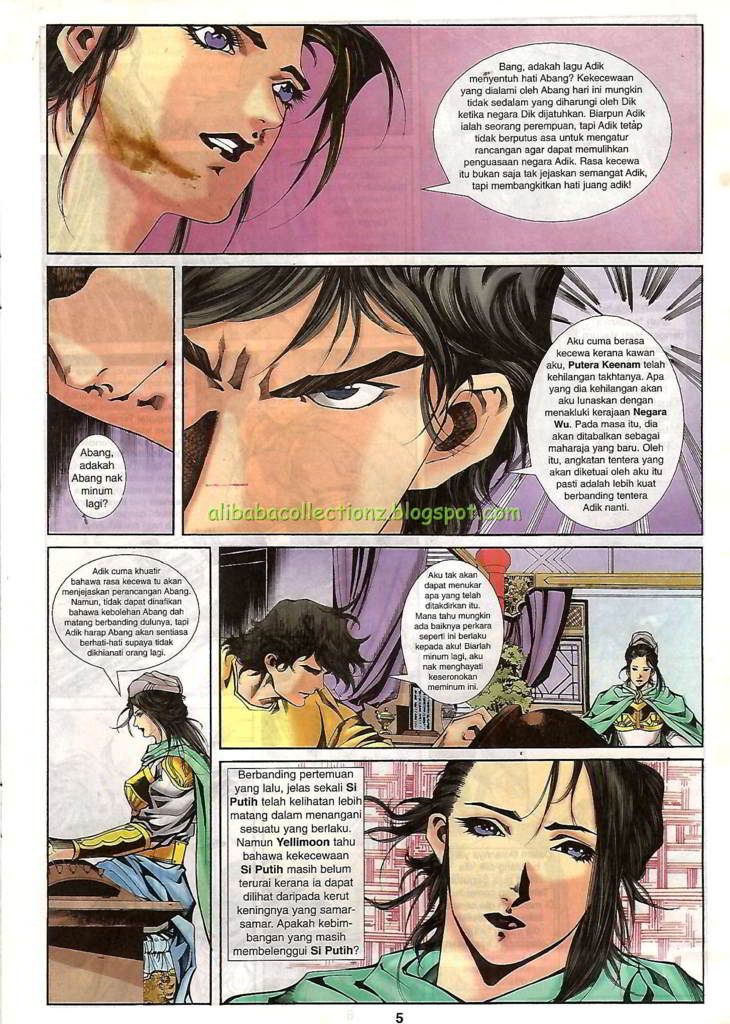 Bang, adakah lagu Adik
menyentuh hati Abang? Kekecewaan
yang dialami oleh Abang hari ini mungkin
tidak sedalam yang diharungi oleh Dik
ketika negara Dik dijatuhkan. Biarpun Adik
ialah seorang perempuan, tapi Adik tetap
tidak berputus asa untuk mengatur
rancangan agar dapat memulihkan
penguasaan negara Adik. Rasa kecewa
itu bukan saja tak jejaskan semangat Adik,
tapi membangkitkan hati juang adik!
Abang,
adakah
Abang nak
minum
lagi?
Aku cuma berasa
kecewa kerana kawan
aku, Putera Keenam telah
kehilangan takhtanya. Apa
yang dia kehilangan akan
aku lunaskan dengan
menakluki kerajaan Negara
Wu. Pada masa itu, dia
akan ditabalkan sebagai
maharaja yang baru. Oleh
itu, angkatan tentera yang
akan diketuai oleh aku itu
pasti adalah lebih kuat
berbanding tentera
Adik nanti.
alibabacollectionz.blogspot.com
Adik cuma khuatir
bahawa rasa kecewa tu akan
menjejaskan perancangan Abang.
Namun, tidak dapat dinafikan
bahawa kebolehan Abang dah
matang berbanding dulunya, tapi
Adik harap Abang akan sentiasa
berhati-hati supaya tidak
dikhianati orang lagi.
Aku tak akan
dapat menukar
apa yang telah
ditakdirkan itu.
Mana tahu mungkin
ada baiknya perkara
seperti ini berlaku
kepada aku! Biarlah
minum lagi, aku
nak menghayati
keseronokan
meminum ini.
Berbanding pertemuan
yang lalu, jelas sekali Si
Putih telah kelihatan lebih
matang dalam menangani
sesuatu yang berlaku.
Namun Yellimoon tahu
bahawa kekecewaan
Si Putih masih belum
terurai kerana ia dapat
dilihat daripada kerut
keningnya yang samar-
samar. Apakah kebim-
bangan yang masih
membelenggui Si Putih?
5